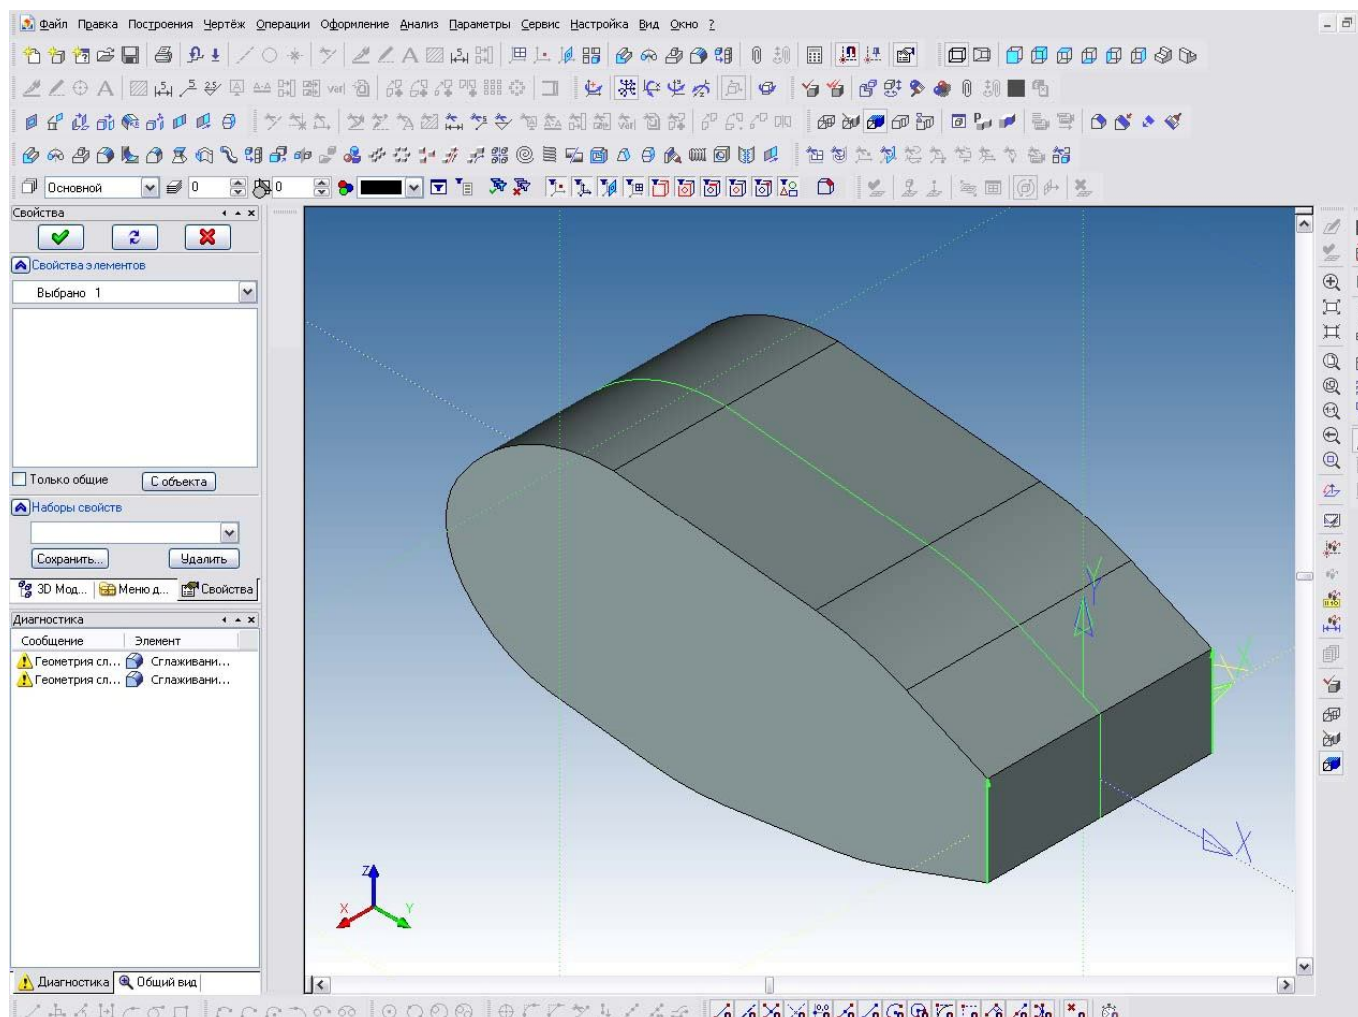 Файл Правка Построения Чертёж Операции Оформление Анализ Параметры Сервис Настройка Вид Окно ?
Основной 0 0
Свойства
Свойства элементов
Выбрано 1
Только общие С объекта
Наборы свойств
Сохранить... Удалить
3D Мод... Меню д... Свойства
Диагностика
Сообщение Элемент
Геометрия сл... Сглаживани...
Геометрия сл... Сглаживани...
Диагностика Общий вид
Y
X
X
Z
X Y